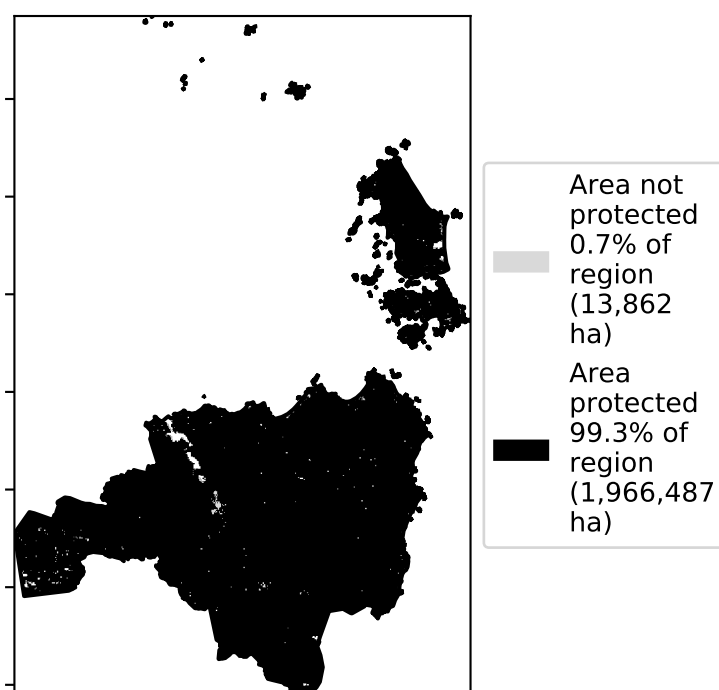 Area not
protected
0.7% of
region
(13,862
ha)
Area
protected
99.3% of
region
(1,966,487
ha)